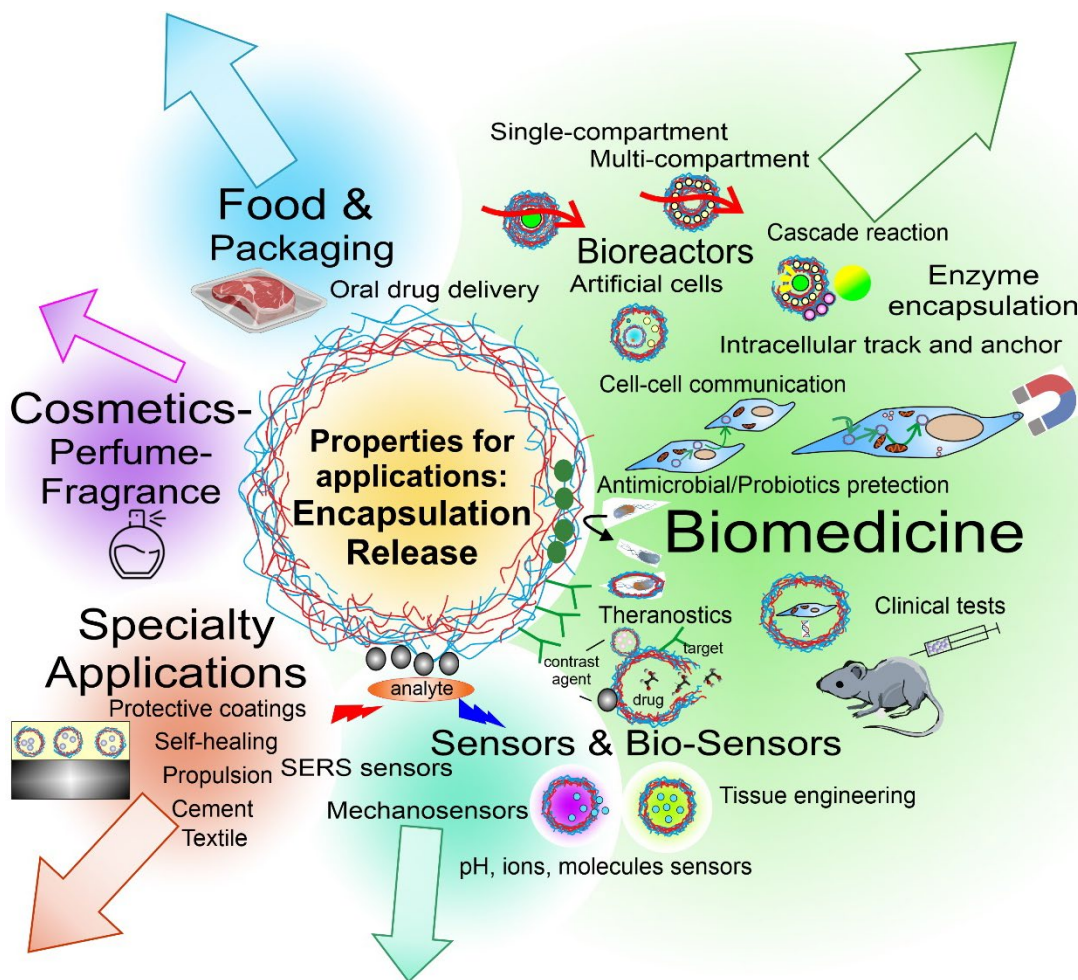 Single-compartment
Multi-compartment
Food &
Packaging
Bioreactors
Cascade reaction
Oral drug delivery
Artificial cells
Enzyme
encapsulation
Intracellular track and anchor
Cell-cell communication
Cosmetics-
Perfume-
Fragrance
Properties for
applications:
Encapsulation
Release
Antimicrobial/Probiotics pretection
Biomedicine
Theranostics
Clinical tests
contrast
agent
target
drug
Specialty
Applications
analyte
Protective coatings
Self-healing
Propulsion
Cement
Textile
Sensors & Bio-Sensors
SERS sensors
Mechanosensors
Tissue engineering
pH, ions, molecules sensors